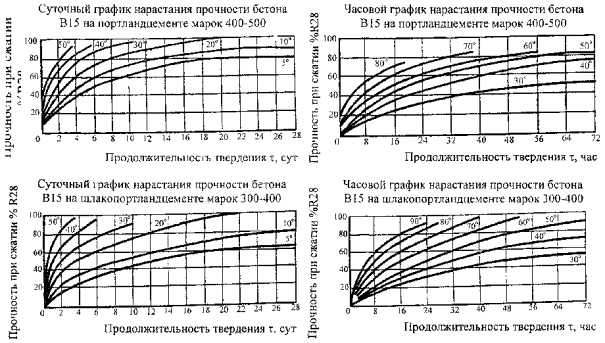 Суточный график нарастания прочности бетона
В15 на портландцементе марок 400-500
Прочность при сжатии
100
80
60
40
20
0
50° 40° 30° 20° 10°
5°
0 2 4 6 8 10 12 14 16 18 20 22 24 26 28
Продолжительность твердения τ, сут
Часовой график нарастания прочности бетона
В15 на портландцементе марок 400-500
Прочность при сжатии %R28
100
80
60
40
20
0
80° 70° 60° 50°
40°
30°
0 8 16 24 32 40 48 56 64 72
Продолжительность твердения τ, час
Суточный график нарастания прочности бетона
В15 на шлакопортландцементе марок 300-400
Прочность при сжатии % R28
100
80
60
40
20
0
50° 40° 30° 20° 10°
5°
0 2 4 6 8 10 12 14 16 18 20 22 24 26 28
Продолжительность твердения τ, сут
Часовой график нарастания прочности бетона
В15 на шлакопортландцементе марок 300-400
Прочность при сжатии %R28
100
80
60
40
20
90° 80° 70° 60° 50°
40°
30°
0 8 16 24 32 40 48 56 64 72
Продолжительность твердения τ, час